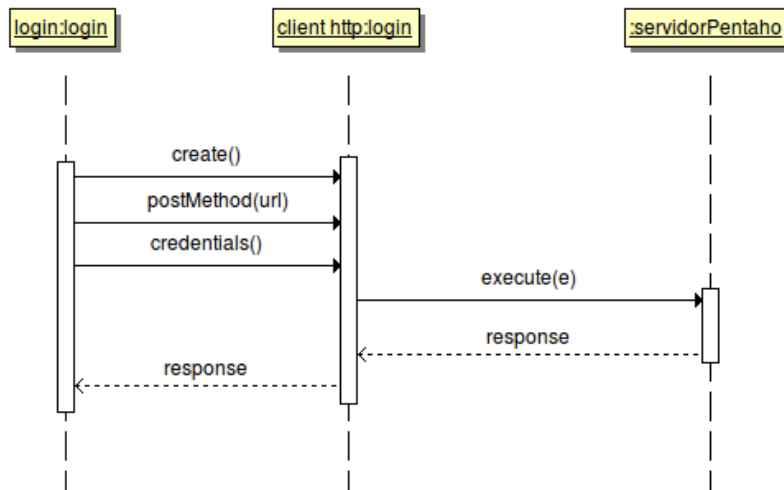 login:login
client http:login
:servidorPentaho
create()
postMethod(url)
credentials()
execute(e)
response
response